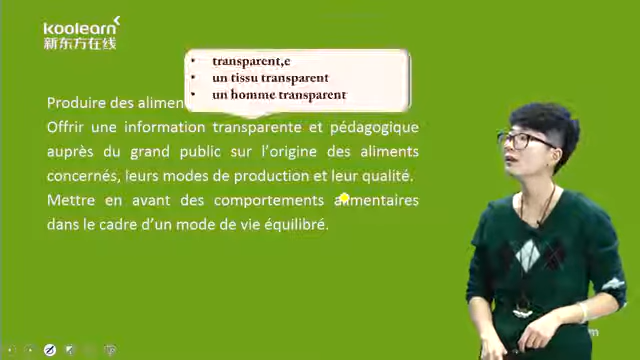 koolearn
新东方在线
transparent,e
un tissu transparent
un homme transparent
Produire des alimen
Offrir une information transparente et pédagogique
auprès du grand public sur l'origine des aliments
concernés, leurs modes de production et leur qualité.
Mettre en avant des comportements alimentaires
dans le cadre d'un mode de vie équilibré.